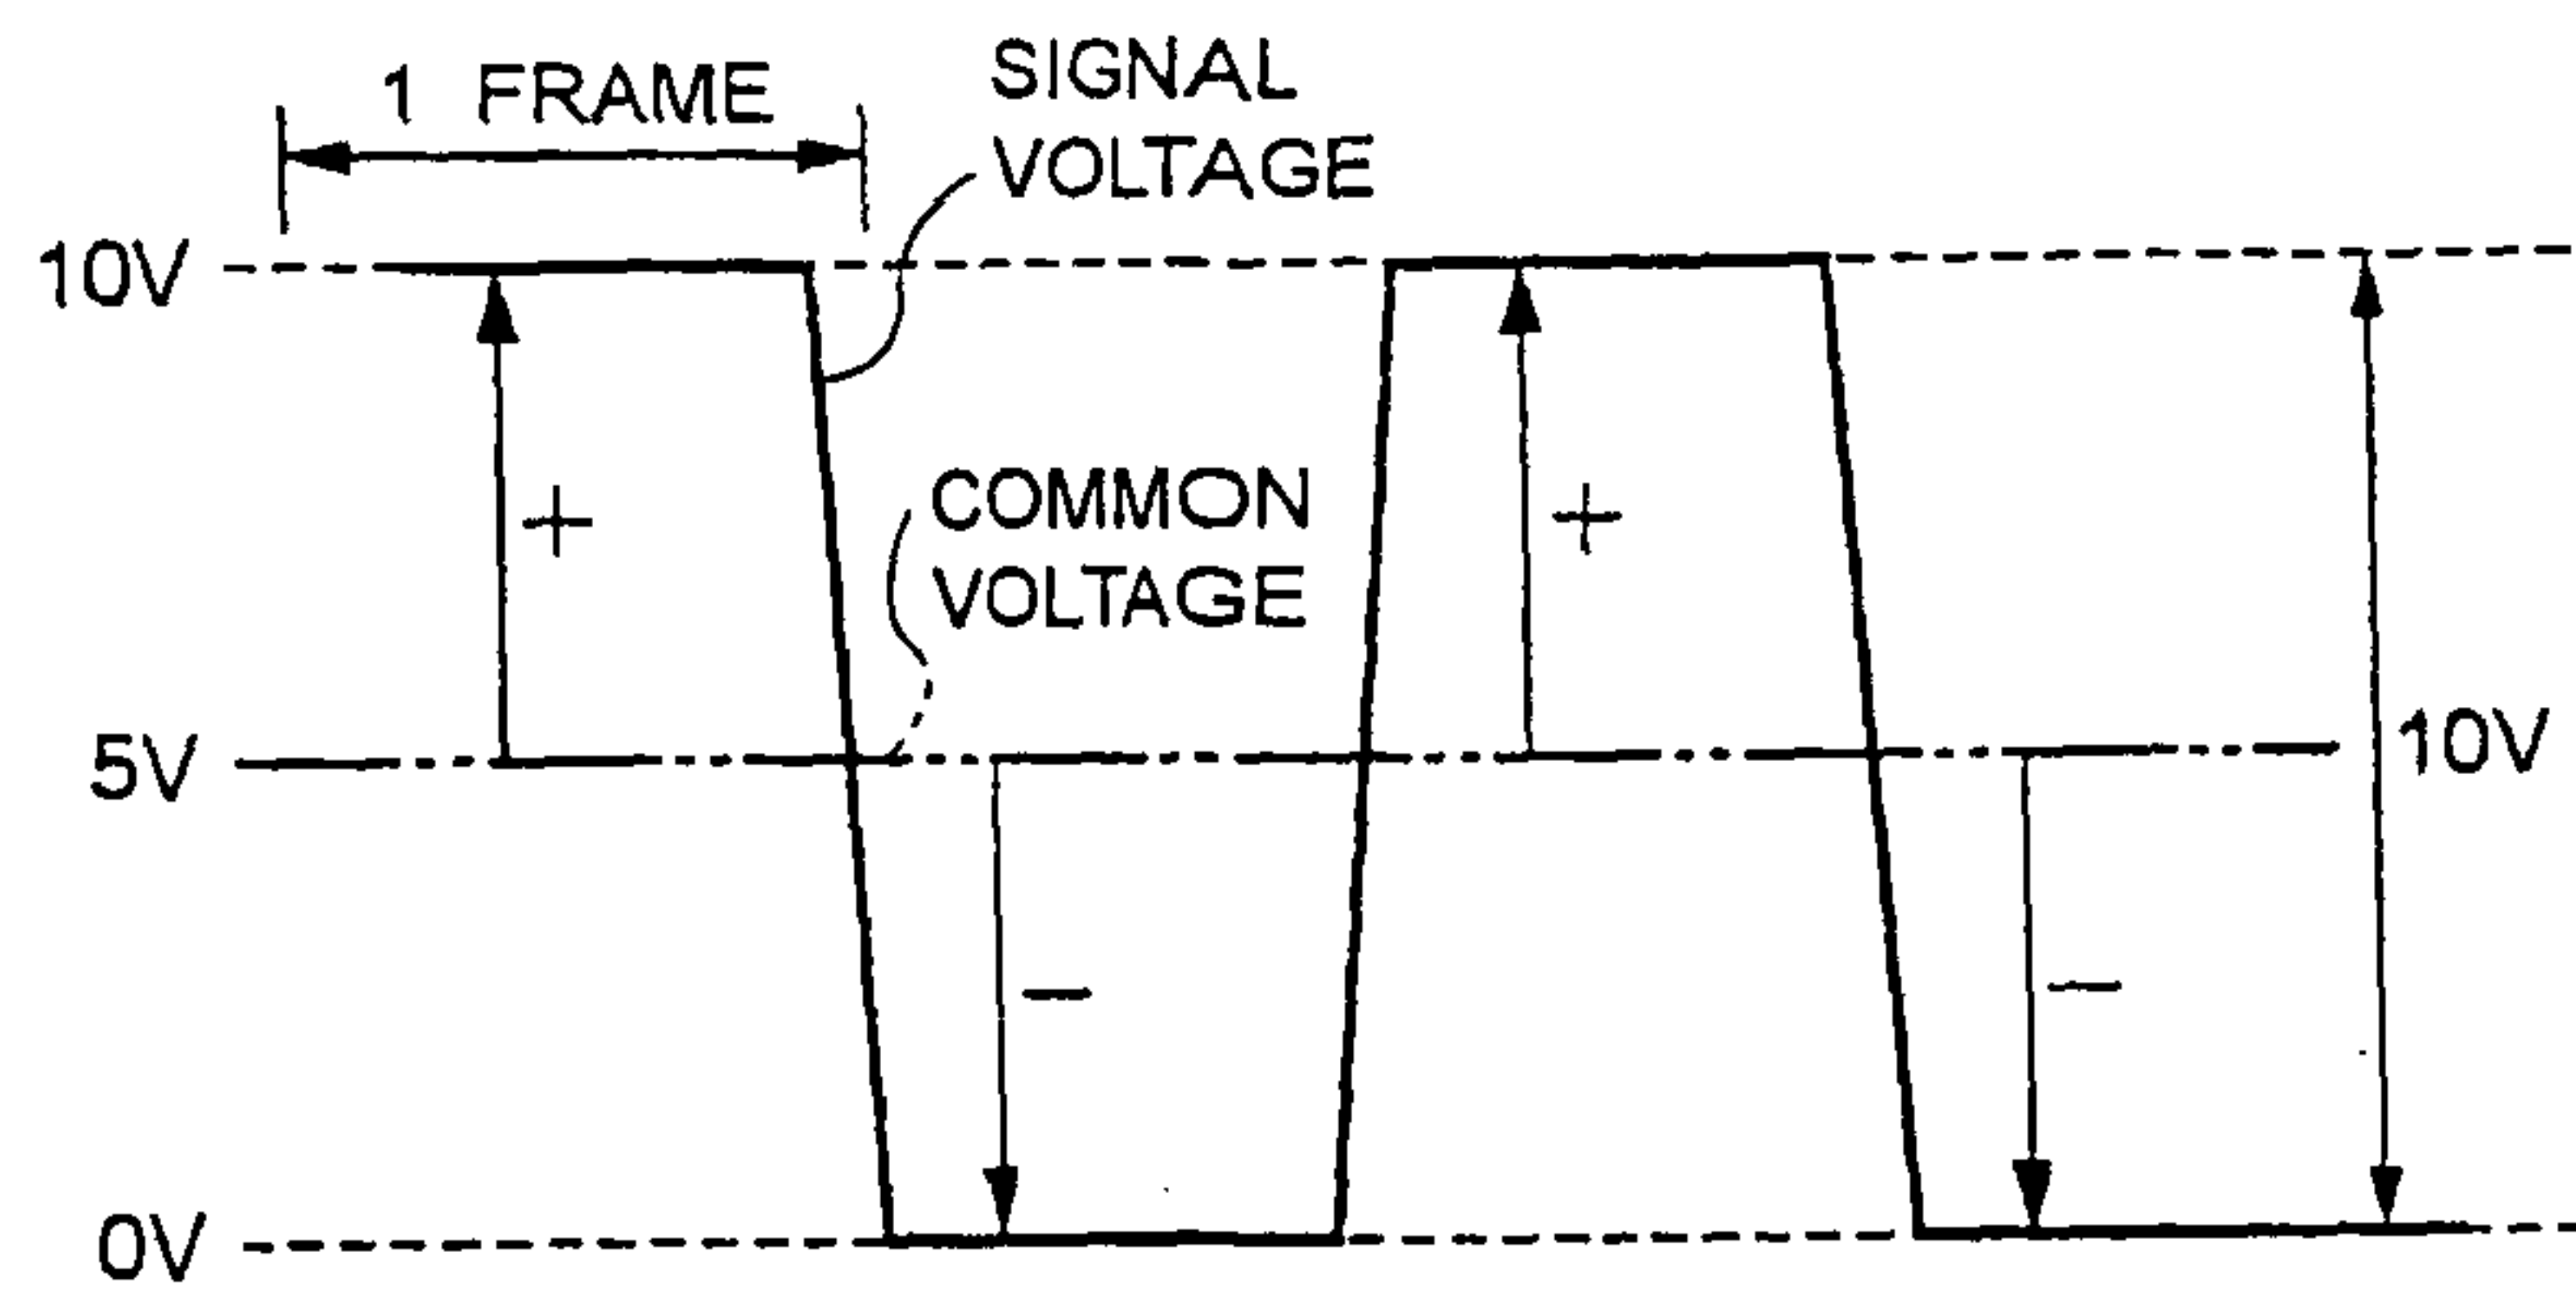 1 FRAME
SIGNAL
VOLTAGE
10V
+
+
COMMON
VOLTAGE
5V
10V
−
−
0V